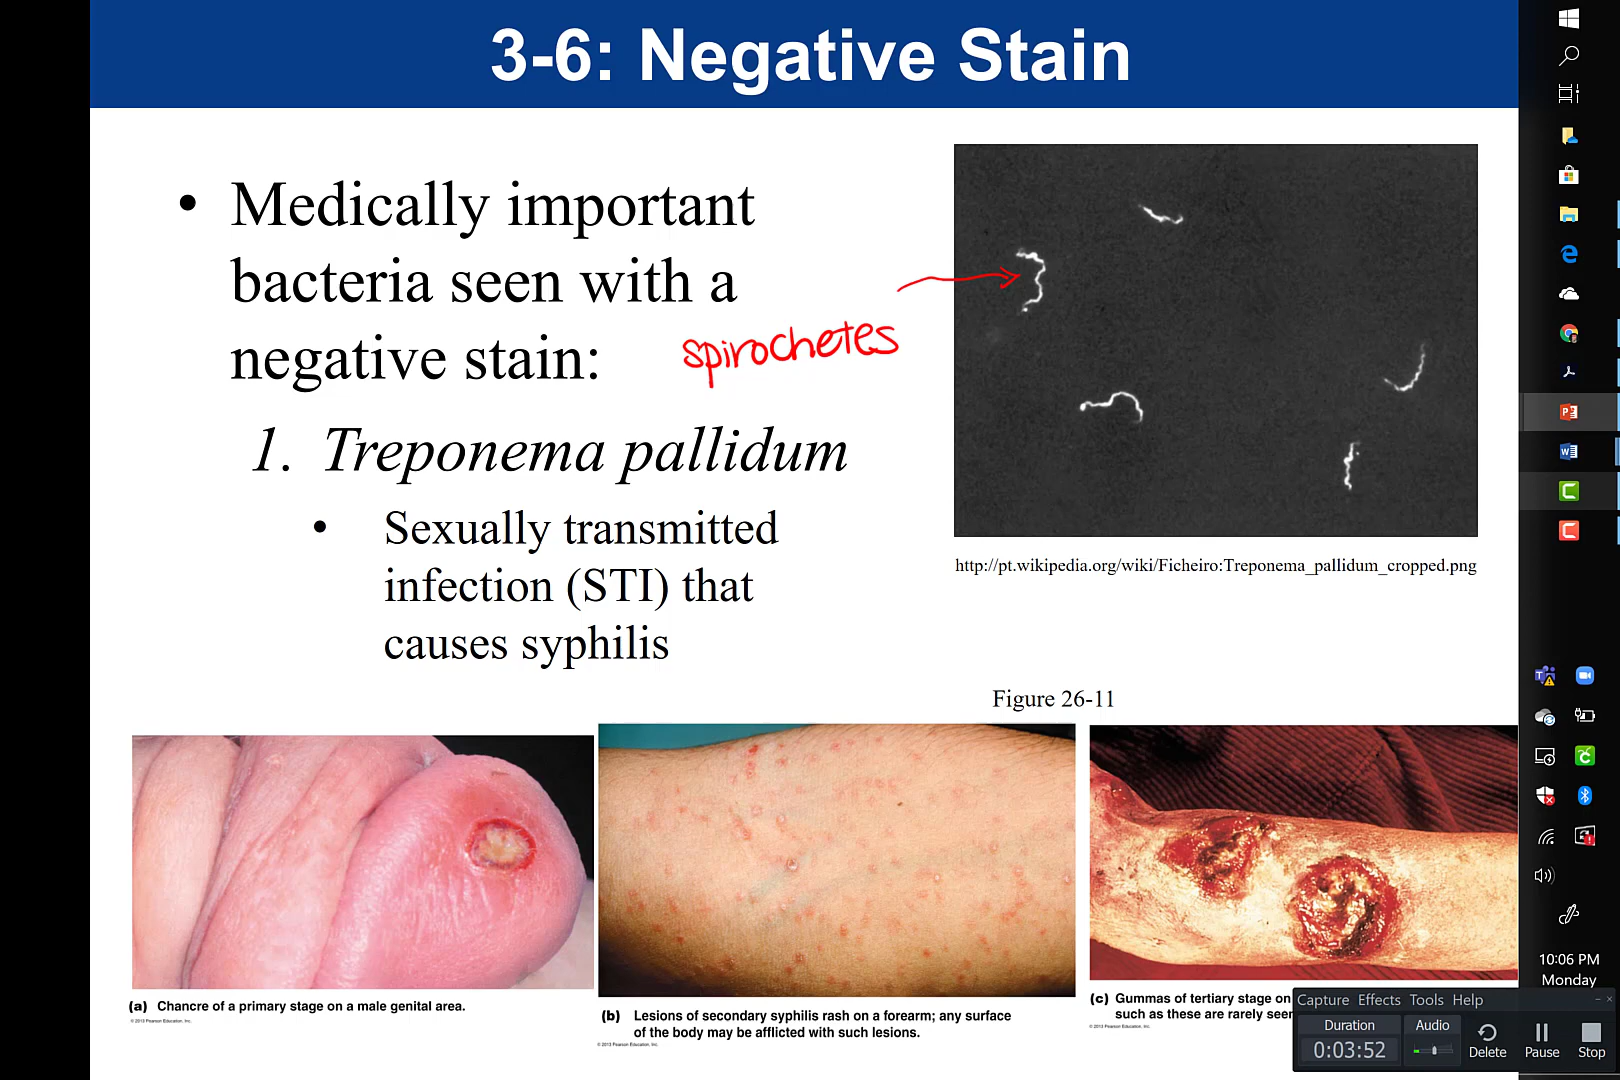 3-6: Negative Stain
• Medically important
bacteria seen with a
negative stain:
spirochetes
1. Treponema pallidum
• Sexually transmitted
infection (STI) that
causes syphilis
http://pt.wikipedia.org/wiki/Ficheiro:Treponema_pallidum_cropped.png
Figure 26-11
(a) Chancre of a primary stage on a male genital area.
© 2013 Pearson Education, Inc.
(b) Lesions of secondary syphilis rash on a forearm; any surface
of the body may be afflicted with such lesions.
© 2013 Pearson Education, Inc.
(c) Gummas of tertiary stage on
such as these are rarely seen
© 2013 Pearson Education, Inc.
10:06 PM
Monday
Capture Effects Tools Help
Duration
0:03:52
Audio
Delete
Pause
Stop